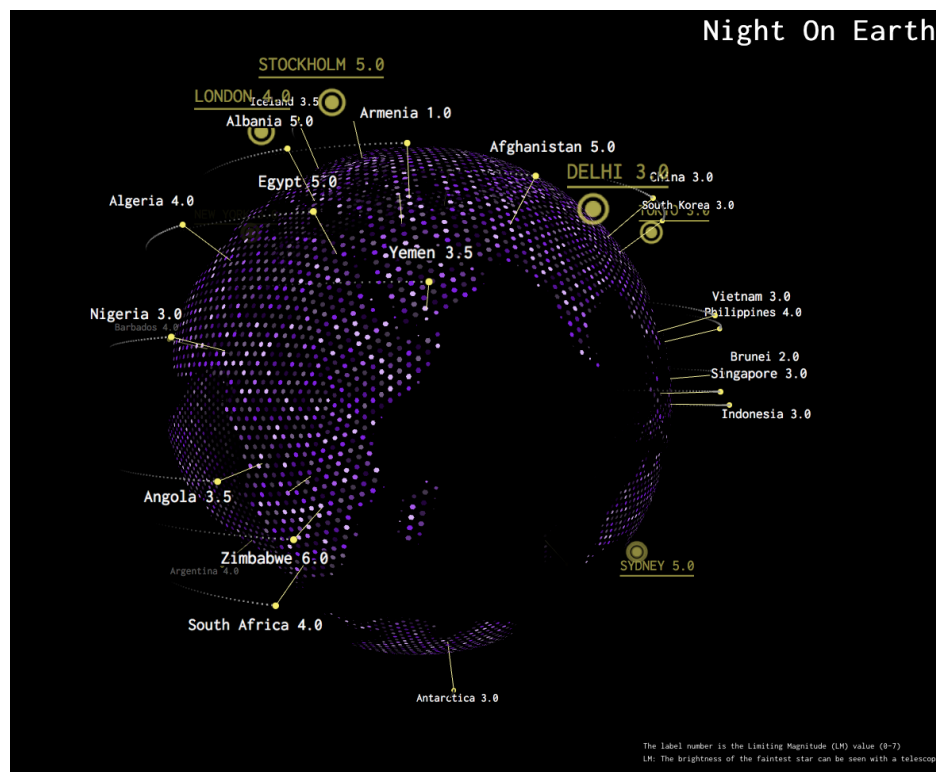 Night On Earth
STOCKHOLM 5.0
LONDON 4.0
Iceland 3.5
Armenia 1.0
Albania 5.0
Afghanistan 5.0
DELHI 3.0
China 3.0
Egypt 5.0
Algeria 4.0
South Korea 3.0
TOKYO 3.0
NEW
Yemen 3.5
Vietnam 3.0
Nigeria 3.0
Philippines 4.0
Barbados 4.0
Brunei 2.0
Singapore 3.0
Indonesia 3.0
Angola 3.5
Zimbabwe 6.0
SYDNEY 5.0
Argentina 4.0
South Africa 4.0
Antarctica 3.0
The label number is the Limiting Magnitude (LM) value (0-7)
LM: The brightness of the faintest star can be seen with a telescop